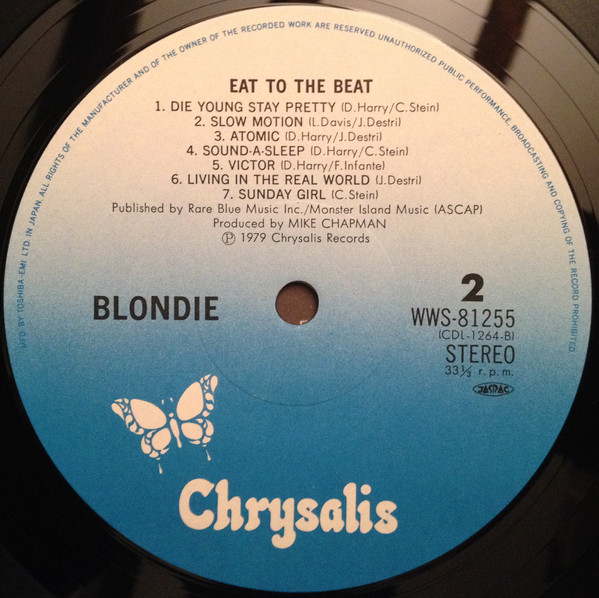 MFD. BY TOSHIBA-EMI LTD. IN JAPAN. ALL RIGHTS OF THE MANUFACTURER AND OF THE OWNER OF THE RECORDED WORK ARE RESERVED UNAUTHORIZED PUBLIC PERFORMANCE, BROADCASTING AND COPYING OF THE RECORD PROHIBITED
EAT TO THE BEAT
1. DIE YOUNG STAY PRETTY (D.Harry/C.Stein)
2. SLOW MOTION (L.Davis/J.Destri)
3. ATOMIC (D.Harry/J.Destri)
4. SOUND-A-SLEEP (D.Harry/C.Stein)
5. VICTOR (D.Harry/F.Infante)
6. LIVING IN THE REAL WORLD (J.Destri)
7. SUNDAY GIRL (C.Stein)
Published by Rare Blue Music Inc./Monster Island Music (ASCAP)
Produced by MIKE CHAPMAN
Ⓟ 1979 Chrysalis Records
BLONDIE
2
WWS-81255
(CDL-1264-B)
STEREO
33⅓ r.p.m.
JASRAC
Chrysalis